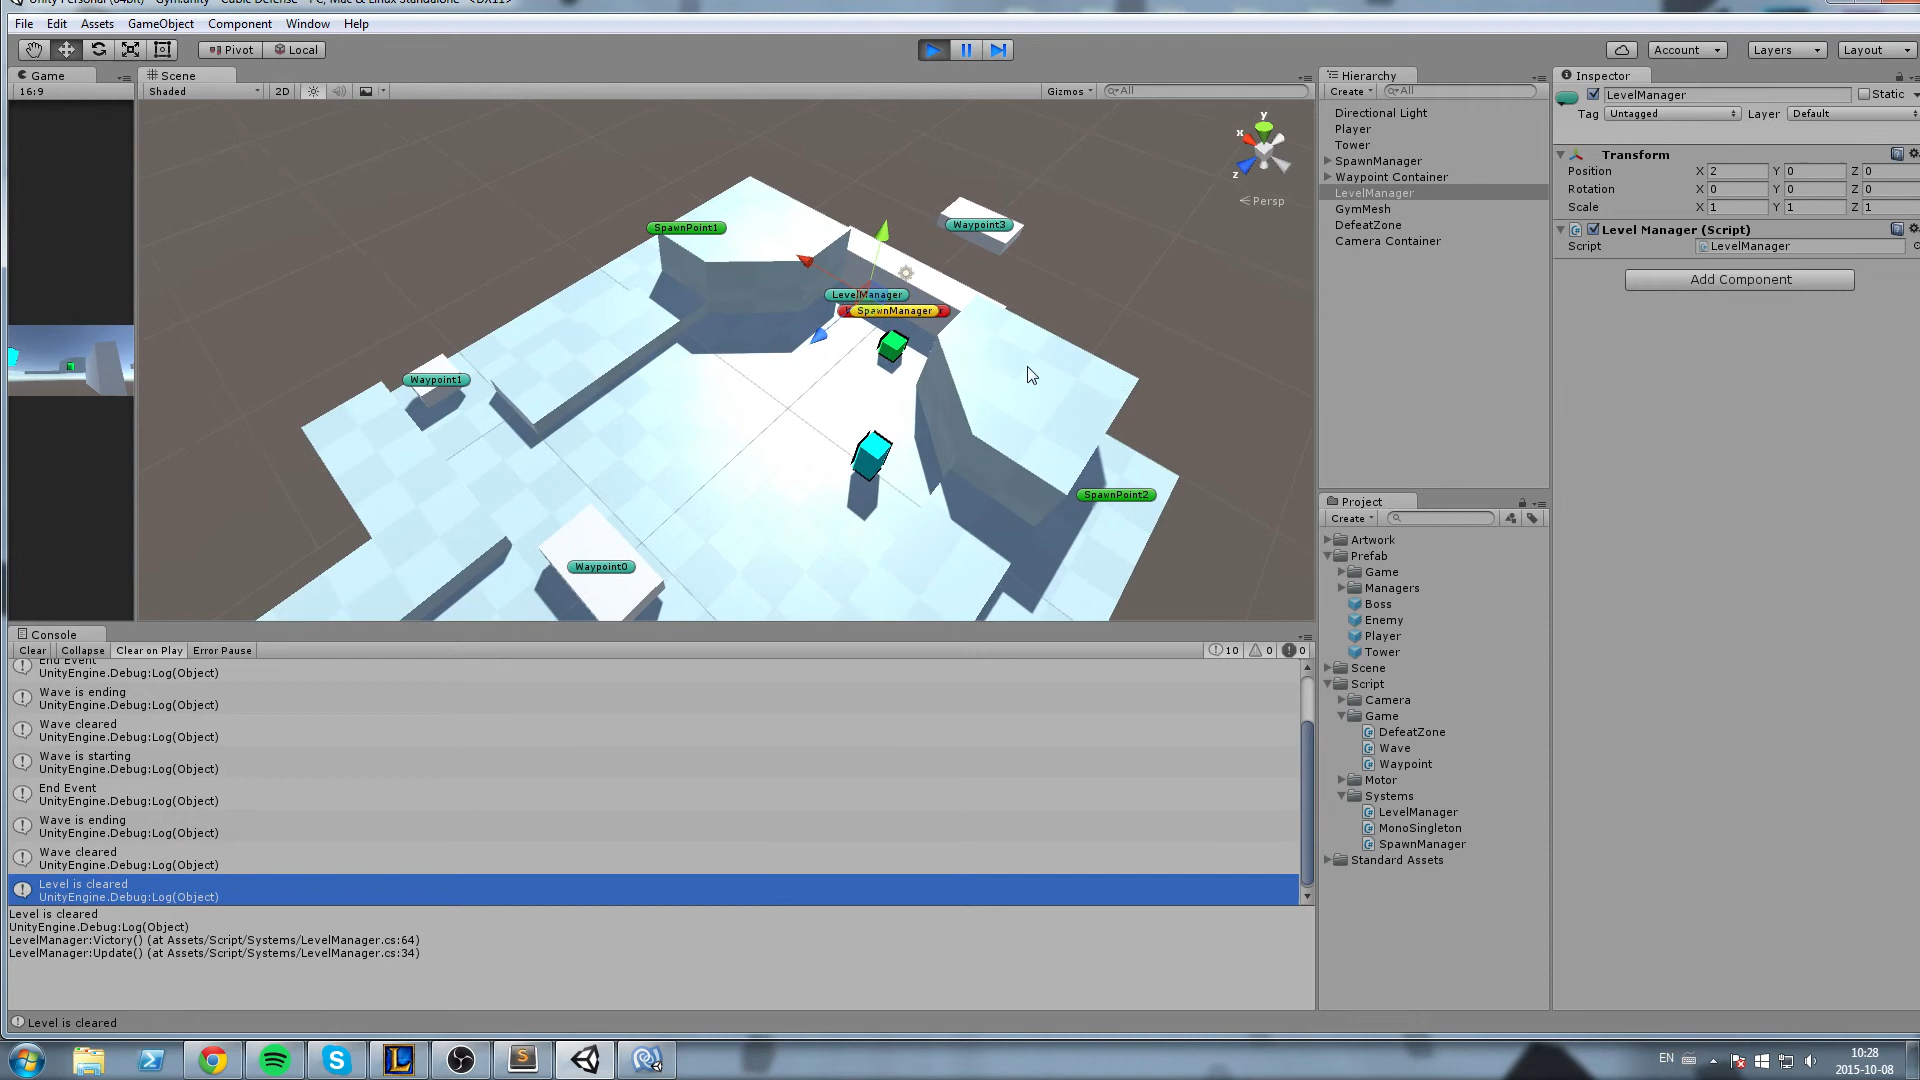 File Edit Assets GameObject Component Window Help
Pivot Local Account Layers Layout
Game Scene Hierarchy Inspector
16:9 Shaded 2D Gizmos All Create All
LevelManager Static
Tag Untagged Layer Default
Transform
Position X 2 Y 0 Z 0
Rotation X 0 Y 0 Z 0
Scale X 1 Y 1 Z 1
Level Manager (Script)
Script LevelManager
Add Component
Directional Light
Player
Tower
SpawnManager
Waypoint Container
LevelManager
GymMesh
DefeatZone
Camera Container
y
x
z
Persp
SpawnPoint1
Waypoint3
LevelManager
SpawnManager
Waypoint1
SpawnPoint2
Waypoint0
Project
Create
Artwork
Prefab
Game
Managers
Boss
Enemy
Player
Tower
Scene
Script
Camera
Game
DefeatZone
Wave
Waypoint
Motor
Systems
LevelManager
MonoSingleton
SpawnManager
Standard Assets
Console
Clear Collapse Clear on Play Error Pause 10 0 0
End Event
UnityEngine.Debug:Log(Object)
Wave is ending
UnityEngine.Debug:Log(Object)
Wave cleared
UnityEngine.Debug:Log(Object)
Wave is starting
UnityEngine.Debug:Log(Object)
End Event
UnityEngine.Debug:Log(Object)
Wave is ending
UnityEngine.Debug:Log(Object)
Wave cleared
UnityEngine.Debug:Log(Object)
Level is cleared
UnityEngine.Debug:Log(Object)
Level is cleared
UnityEngine.Debug:Log(Object)
LevelManager:Victory() (at Assets/Script/Systems/LevelManager.cs:64)
LevelManager:Update() (at Assets/Script/Systems/LevelManager.cs:34)
Level is cleared
EN
10:28
2015-10-08